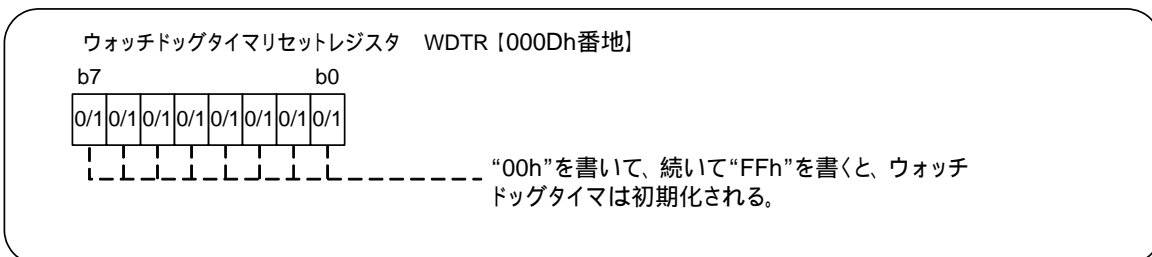 ウォッチドッグタイマリセットレジスタ　WDTR【000Dh番地】
b7 b0
0/1 0/1 0/1 0/1 0/1 0/1 0/1 0/1
“00h”を書いて、続いて“FFh”を書くと、ウォッチ
ドッグタイマは初期化される。